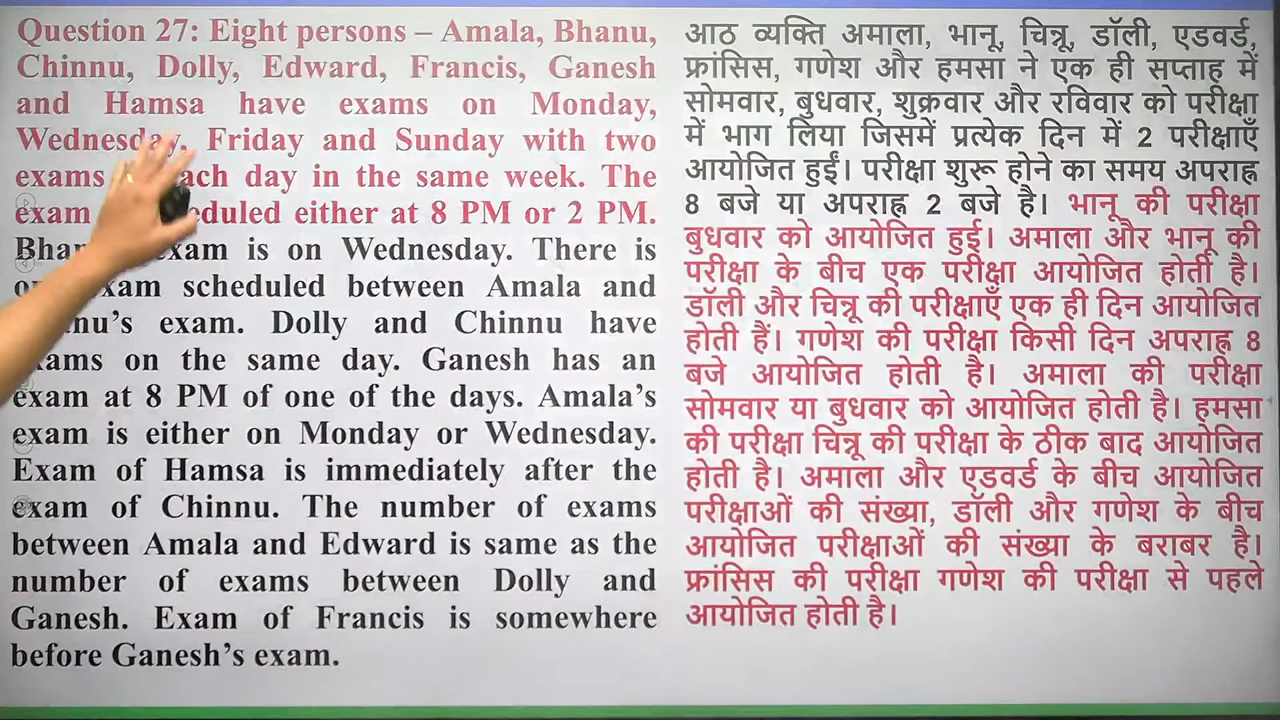 Question 27: Eight persons – Amala, Bhanu,
Chinnu, Dolly, Edward, Francis, Ganesh
and Hamsa have exams on Monday,
Wednesday, Friday and Sunday with two
exams each day in the same week. The
exam scheduled either at 8 PM or 2 PM.
exam is on Wednesday. There is
exam scheduled between Amala and
exam. Dolly and Chinnu have
exams on the same day. Ganesh has an
exam at 8 PM of one of the days. Amala’s
exam is either on Monday or Wednesday.
Exam of Hamsa is immediately after the
exam of Chinnu. The number of exams
between Amala and Edward is same as the
number of exams between Dolly and
Ganesh. Exam of Francis is somewhere
before Ganesh’s exam.
आठ व्यक्ति अमाला, भानू, चिन्नू, डॉली, एडवर्ड,
फ्रांसिस, गणेश और हमसा ने एक ही सप्ताह में
सोमवार, बुधवार, शुक्रवार और रविवार को परीक्षा
में भाग लिया जिसमें प्रत्येक दिन में 2 परीक्षाएँ
आयोजित हुईं। परीक्षा शुरू होने का समय अपराह्न
8 बजे या अपराह्न 2 बजे है। भानू की परीक्षा
बुधवार को आयोजित हुई। अमाला और भानू की
परीक्षा के बीच एक परीक्षा आयोजित होती है।
डॉली और चिन्नू की परीक्षाएँ एक ही दिन आयोजित
होती हैं। गणेश की परीक्षा किसी दिन अपराह्न 8
बजे आयोजित होती है। अमाला की परीक्षा
सोमवार या बुधवार को आयोजित होती है। हमसा
की परीक्षा चिन्नू की परीक्षा के ठीक बाद आयोजित
होती है। अमाला और एडवर्ड के बीच आयोजित
परीक्षाओं की संख्या, डॉली और गणेश के बीच
आयोजित परीक्षाओं की संख्या के बराबर है।
फ्रांसिस की परीक्षा गणेश की परीक्षा से पहले
आयोजित होती है।